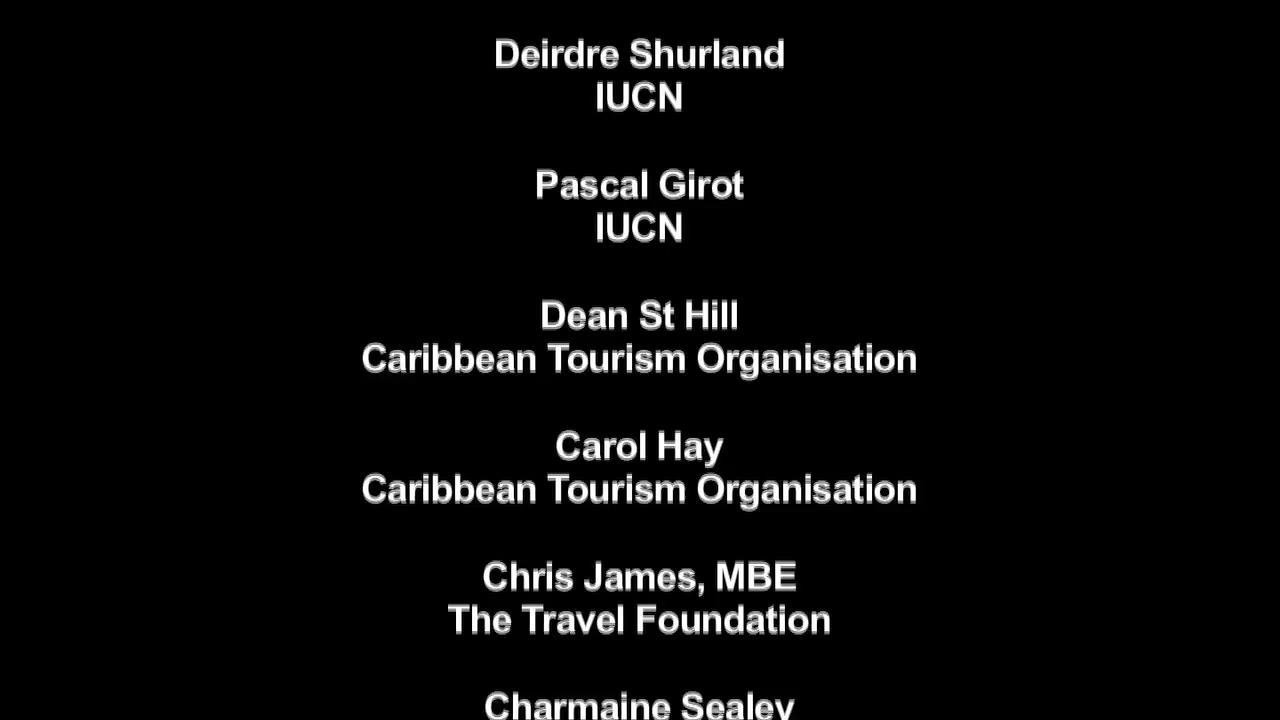 Deirdre Shurland
IUCN
Pascal Girot
IUCN
Dean St Hill
Caribbean Tourism Organisation
Carol Hay
Caribbean Tourism Organisation
Chris James, MBE
The Travel Foundation
Charmaine Sealey